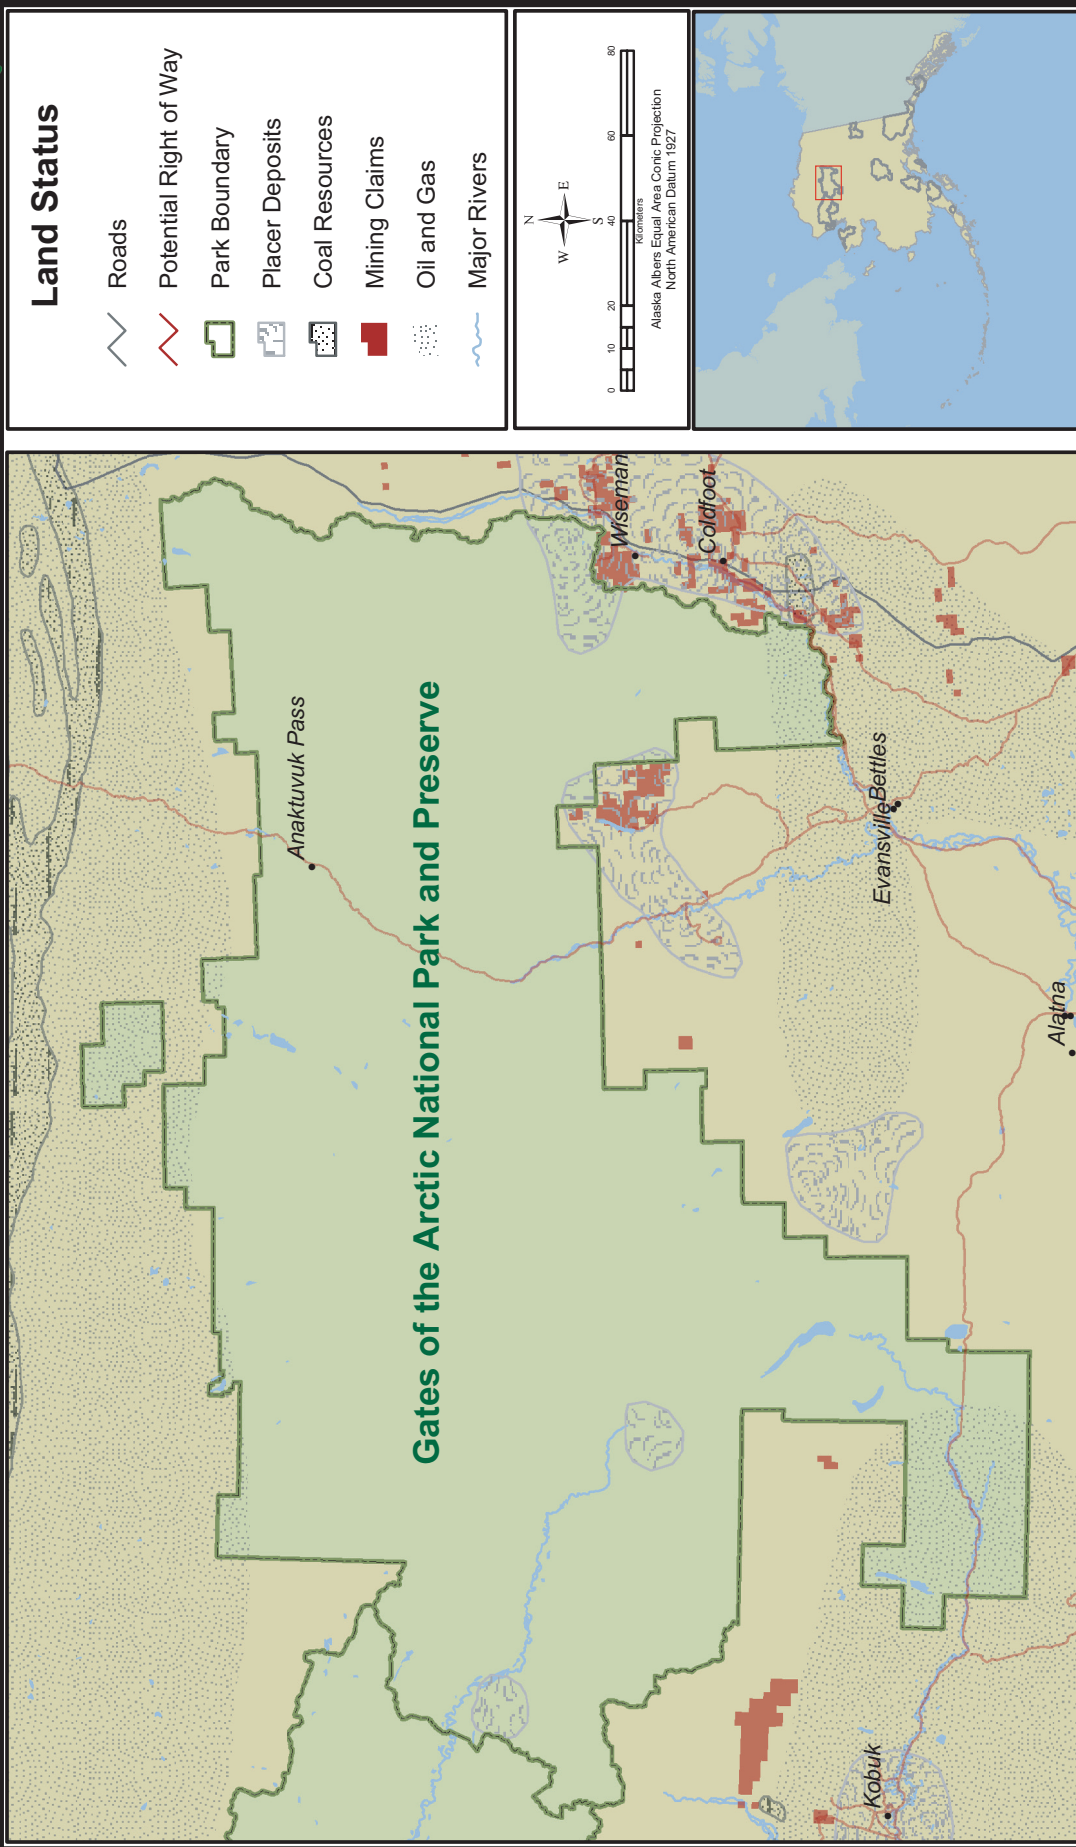 Land Status
Roads
Potential Right of Way
Park Boundary
Placer Deposits
Coal Resources
Mining Claims
Oil and Gas
Major Rivers
N
W
E
S
0
10
20
40
60
80
Kilometers
Alaska Albers Equal Area Conic Projection
North American Datum 1927
Anaktuvuk Pass
Gates of the Arctic National Park and Preserve
Wiseman
Coldfoot
Evansville
Bettles
Alatna
Kobuk